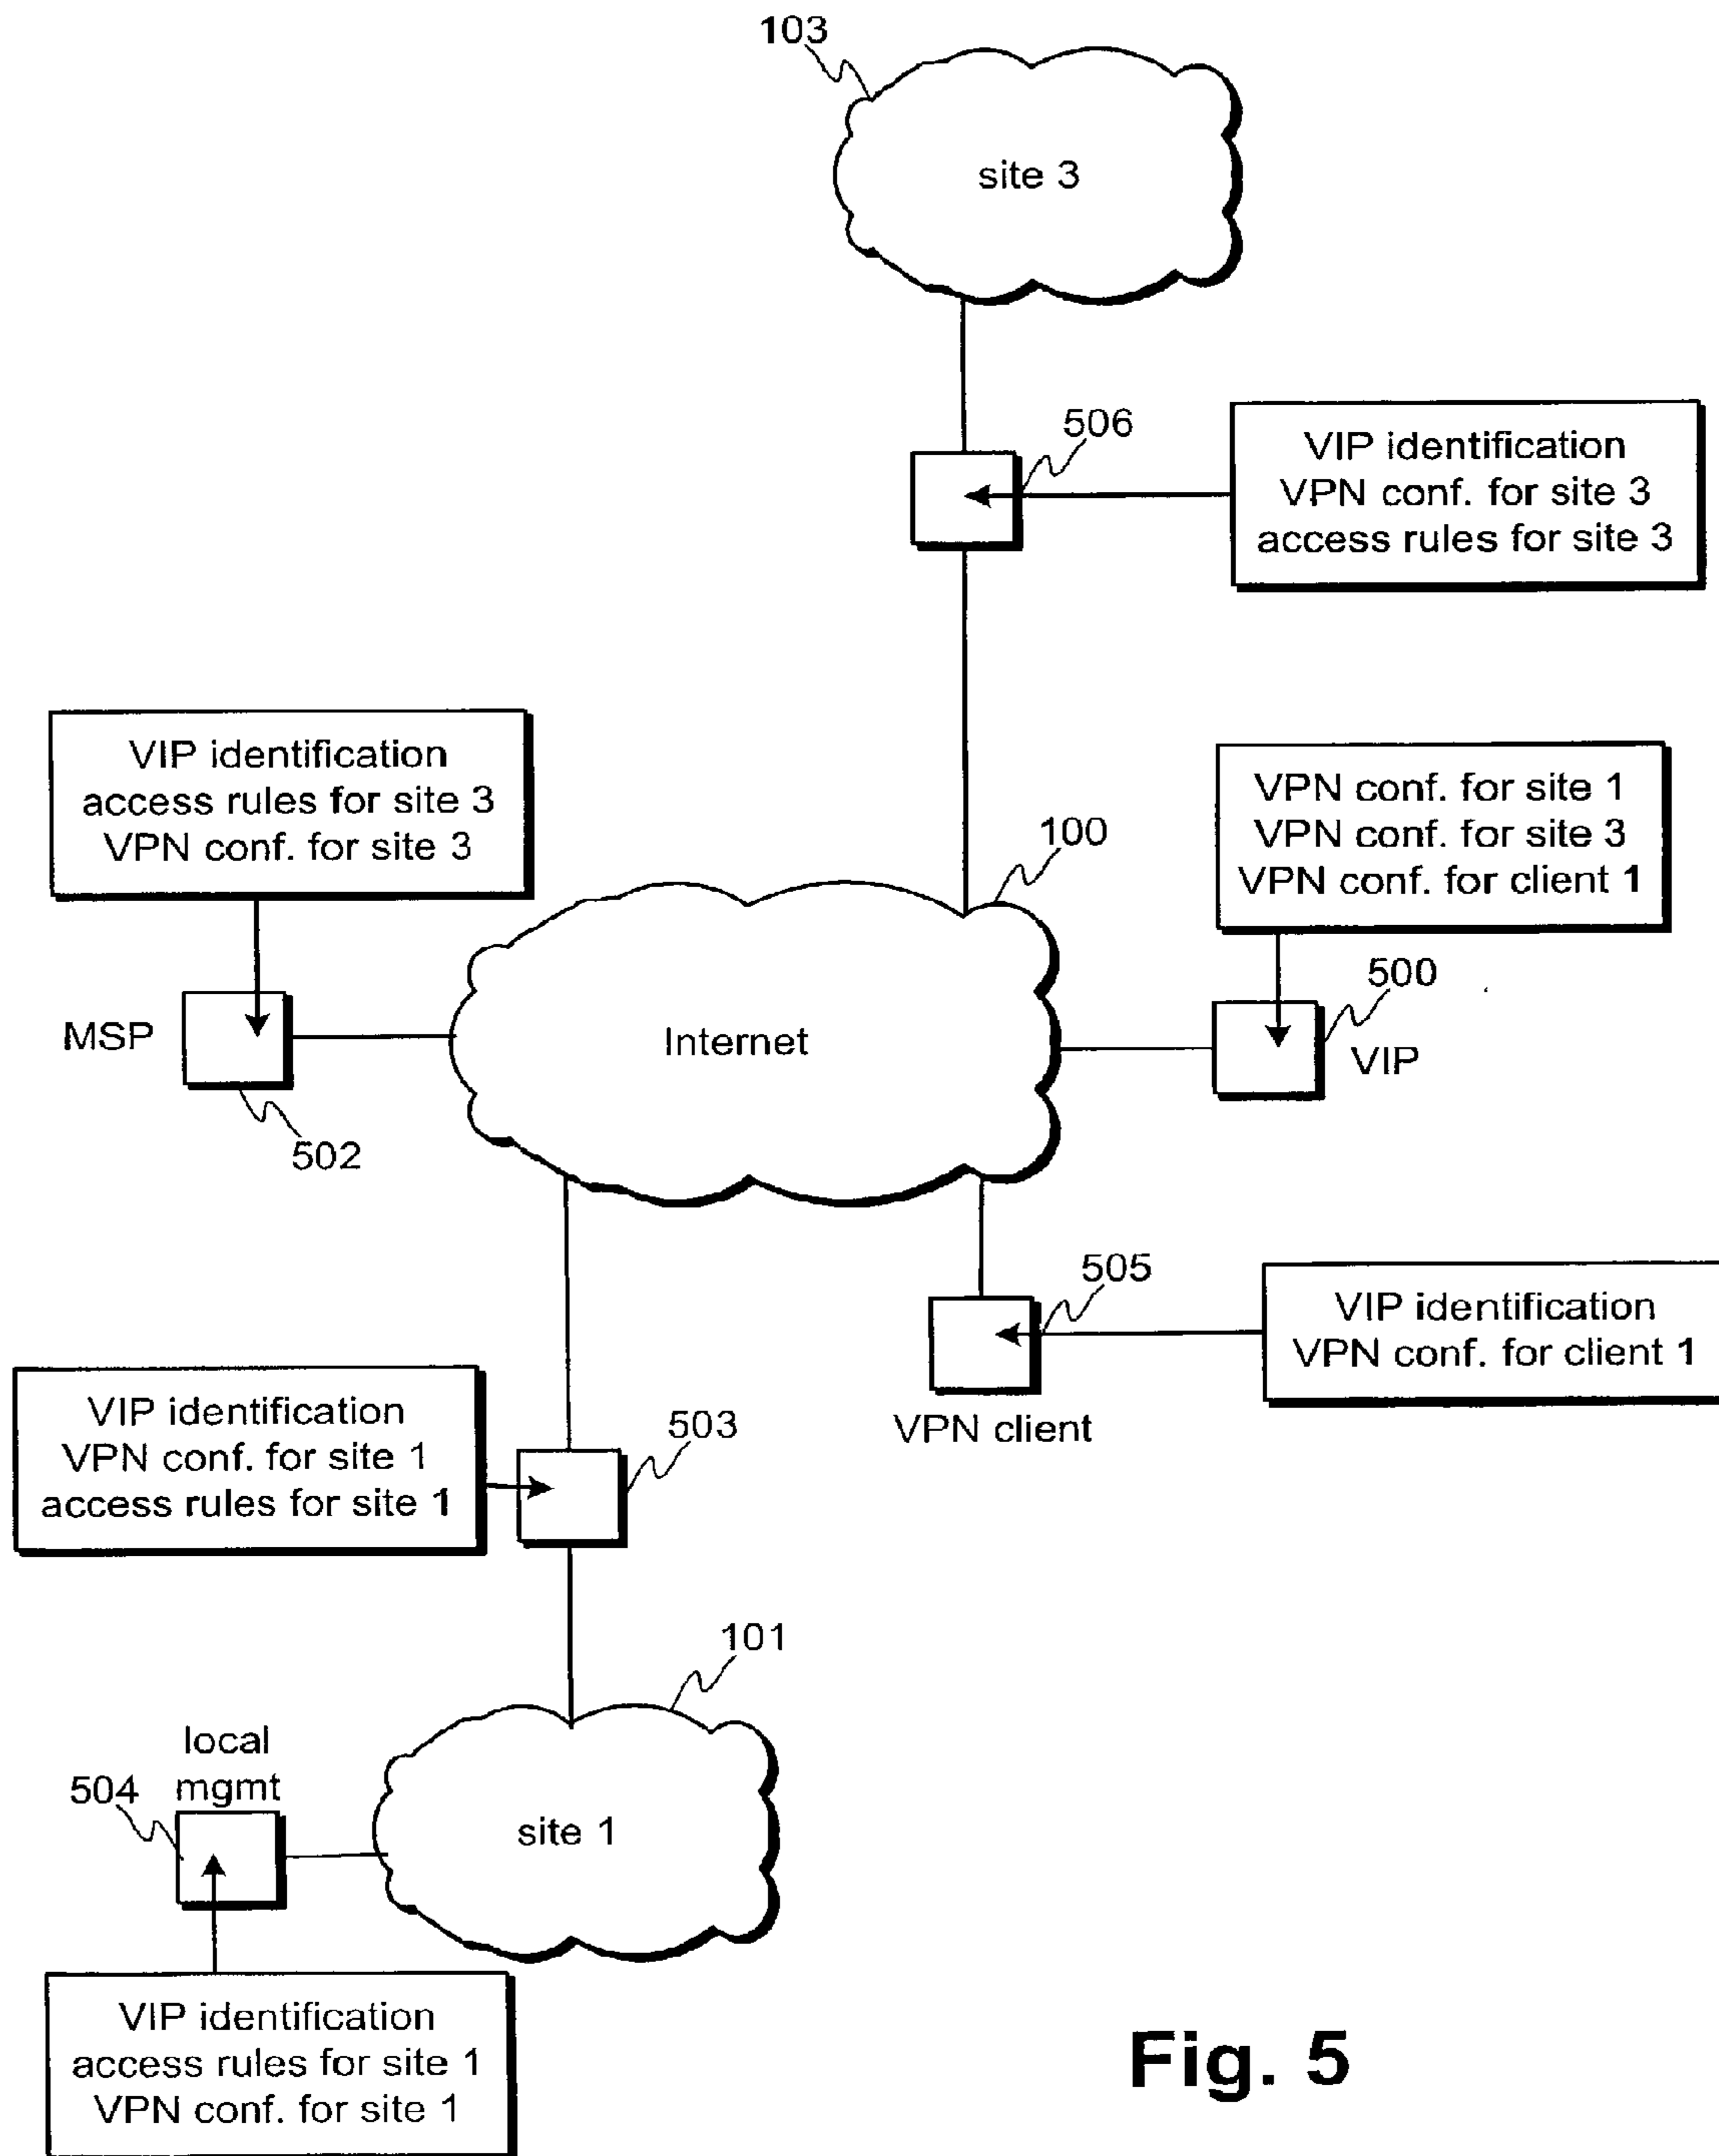 103
site 3
506
VIP identification
VPN conf. for site 3
access rules for site 3
VIP identification
access rules for site 3
VPN conf. for site 3
100
VPN conf. for site 1
VPN conf. for site 3
VPN conf. for client 1
500
MSP
Internet
VIP
502
505
VIP identification
VPN conf. for client 1
VIP identification
VPN conf. for site 1
access rules for site 1
503
VPN client
101
local
mgmt
504
site 1
VIP identification
access rules for site 1
VPN conf. for site 1
Fig. 5